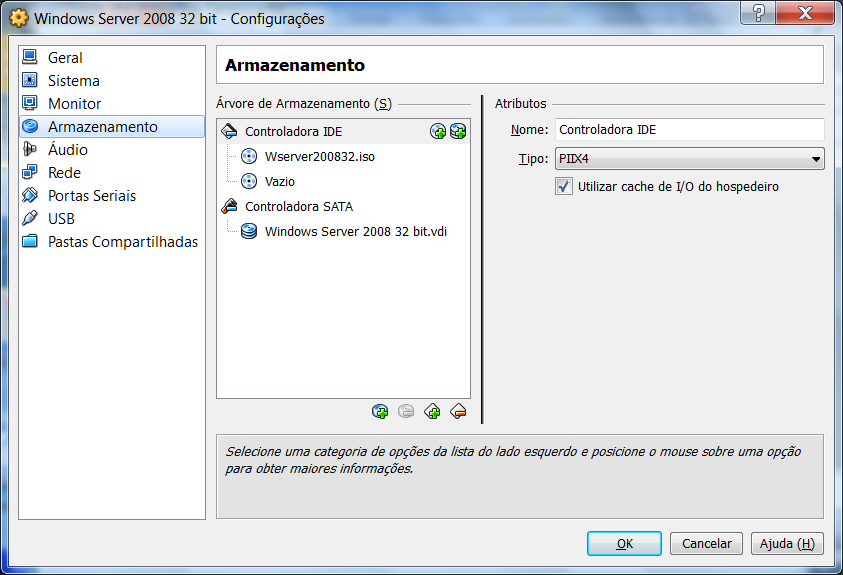 Windows Server 2008 32 bit - Configurações
Geral
Sistema
Monitor
Armazenamento
Áudio
Rede
Portas Seriais
USB
Pastas Compartilhadas
Armazenamento
Árvore de Armazenamento (S)
Controladora IDE
Wserver200832.iso
Vazio
Controladora SATA
Windows Server 2008 32 bit.vdi
Atributos
Nome: Controladora IDE
Tipo: PIIX4
Utilizar cache de I/O do hospedeiro
Selecione uma categoria de opções da lista do lado esquerdo e posicione o mouse sobre uma opção
para obter maiores informações.
OK Cancelar Ajuda (H)